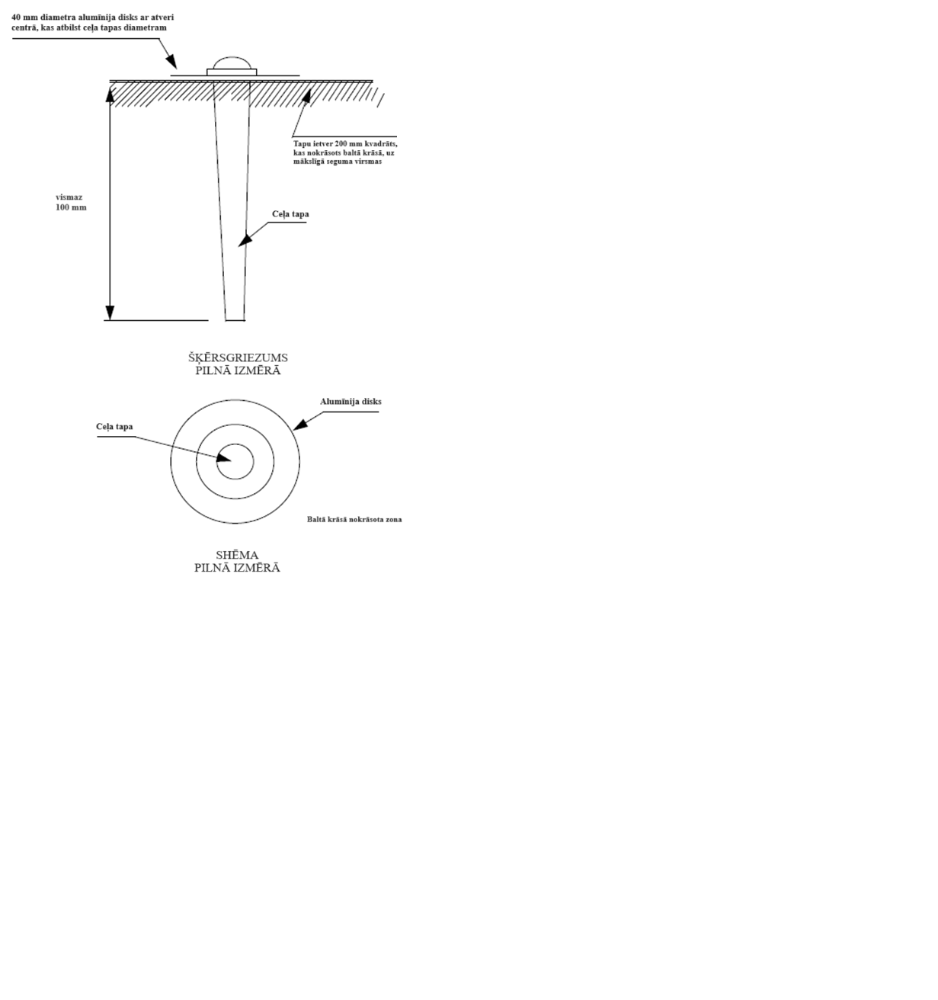 40 mm diametra alumīnija disks ar atveri
centrā, kas atbilst ceļa tapas diametram
Tapu ietver 200 mm kvadrāts,
kas nokrāsots baltā krāsā, uz
mākslīgā seguma virsmas
vismaz
100 mm
Ceļa tapa
ŠĶĒRSGRIEZUMS
PILNĀ IZMĒRĀ
Alumīnija disks
Ceļa tapa
Baltā krāsā nokrāsota zona
SHĒMA
PILNĀ IZMĒRĀ